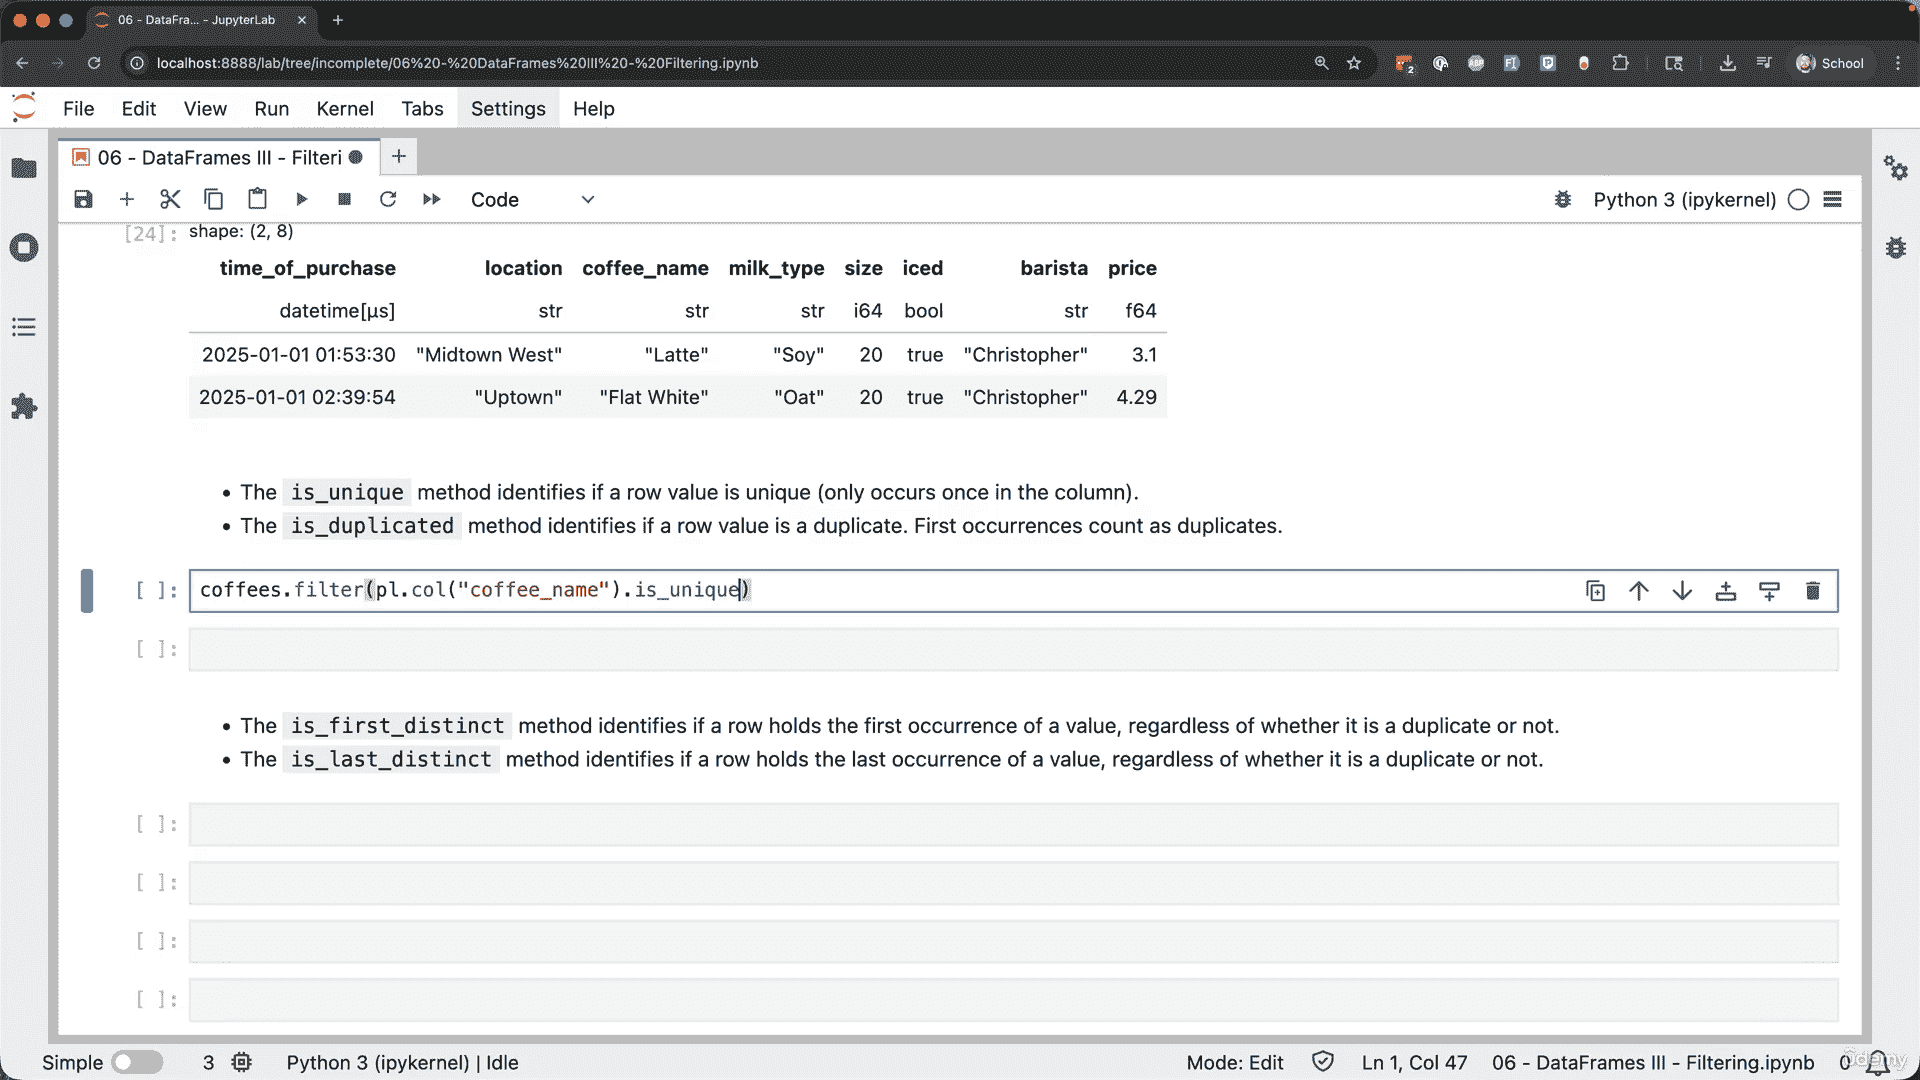 06 - DataFra... - JupyterLab
localhost:8888/lab/tree/incomplete/06%20-%20DataFrames%20III%20-%20Filtering.ipynb
2
ABP
School
File Edit View Run Kernel Tabs Settings Help
06 - DataFrames III - Filteri
Code
Python 3 (ipykernel)
[24]: shape: (2, 8)
time_of_purchase location coffee_name milk_type size iced barista price
datetime[μs] str str str i64 bool str f64
2025-01-01 01:53:30 "Midtown West" "Latte" "Soy" 20 true "Christopher" 3.1
2025-01-01 02:39:54 "Uptown" "Flat White" "Oat" 20 true "Christopher" 4.29
• The is_unique method identifies if a row value is unique (only occurs once in the column).
• The is_duplicated method identifies if a row value is a duplicate. First occurrences count as duplicates.
[ ]: coffees.filter(pl.col("coffee_name").is_unique)
[ ]:
• The is_first_distinct method identifies if a row holds the first occurrence of a value, regardless of whether it is a duplicate or not.
• The is_last_distinct method identifies if a row holds the last occurrence of a value, regardless of whether it is a duplicate or not.
[ ]:
[ ]:
[ ]:
[ ]:
Simple 3 Python 3 (ipykernel) | Idle Mode: Edit Ln 1, Col 47 06 - DataFrames III - Filtering.ipynb 0
udemy